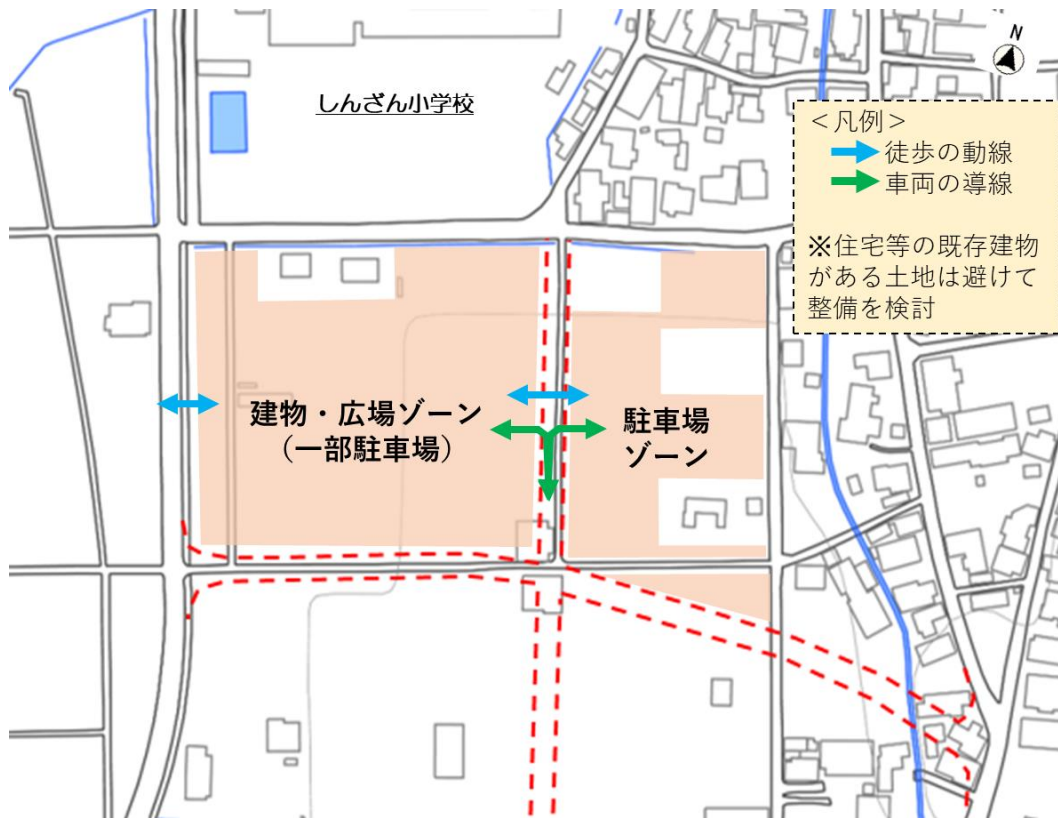 N
しんざん小学校
＜凡例＞
徒歩の動線
車両の導線
※住宅等の既存建物
がある土地は避けて
整備を検討
建物・広場ゾーン
（一部駐車場）
駐車場
ゾーン